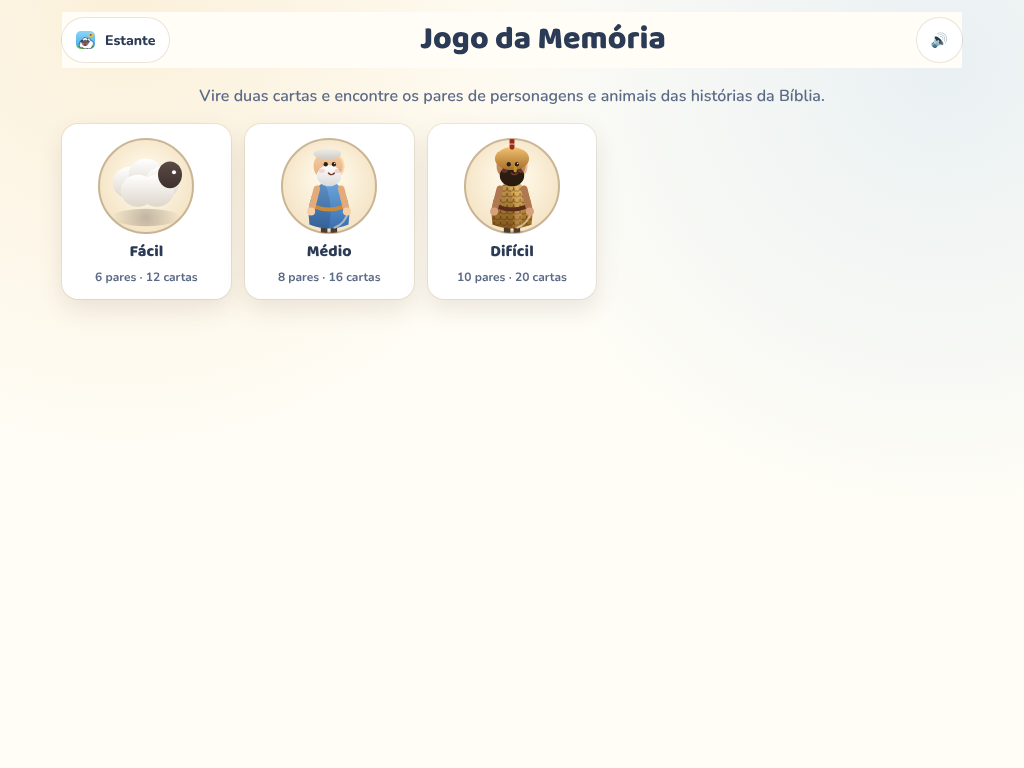 Estante
Jogo da Memória
Vire duas cartas e encontre os pares de personagens e animais das histórias da Bíblia.
Fácil
6 pares · 12 cartas
Médio
8 pares · 16 cartas
Difícil
10 pares · 20 cartas